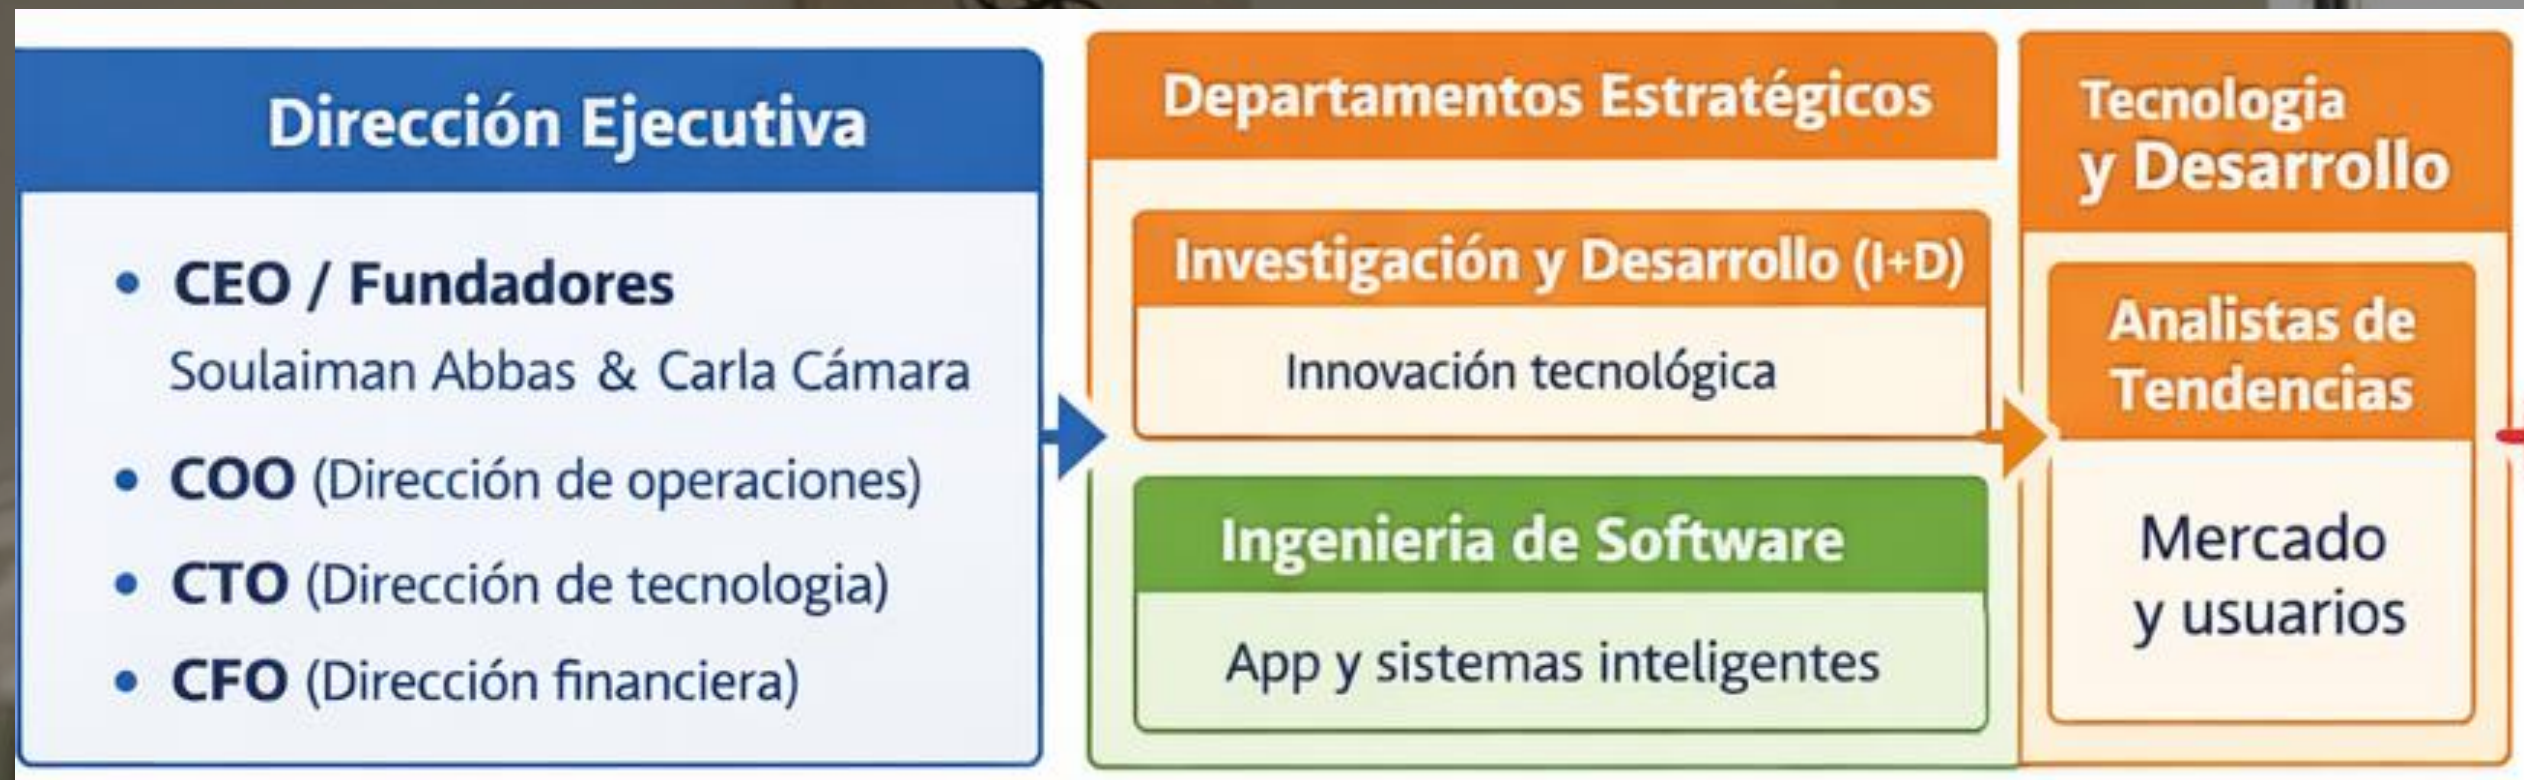 Dirección Ejecutiva
• CEO / Fundadores
Soulaiman Abbas & Carla Cámara
• COO (Dirección de operaciones)
• CTO (Dirección de tecnologia)
• CFO (Dirección financiera)
Departamentos Estratégicos
Investigación y Desarrollo (I+D)
Innovación tecnológica
Ingenieria de Software
App y sistemas inteligentes
Tecnologia
y Desarrollo
Analistas de
Tendencias
Mercado
y usuarios